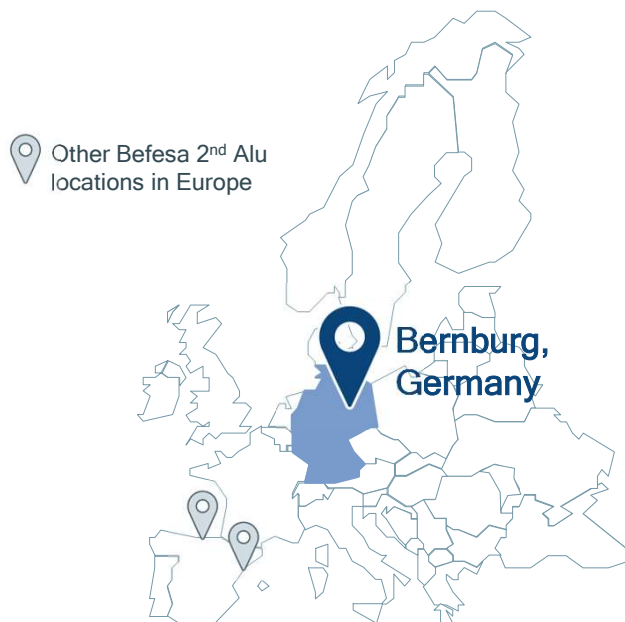 Other Befesa 2nd Alu
locations in Europe
Bernburg,
Germany